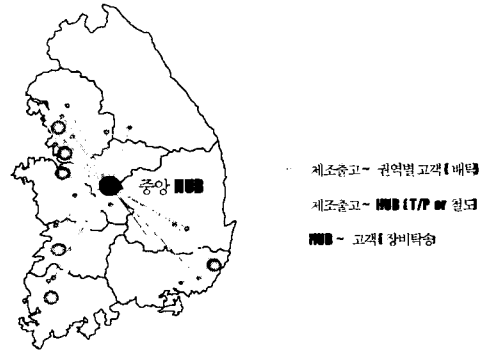 중앙 HUB
제조출고 ~ 권역별 고객 ( 배탁)
제조출고 ~ HUB (T/P or 철도)
HUB ~ 고객( 장비탁송)